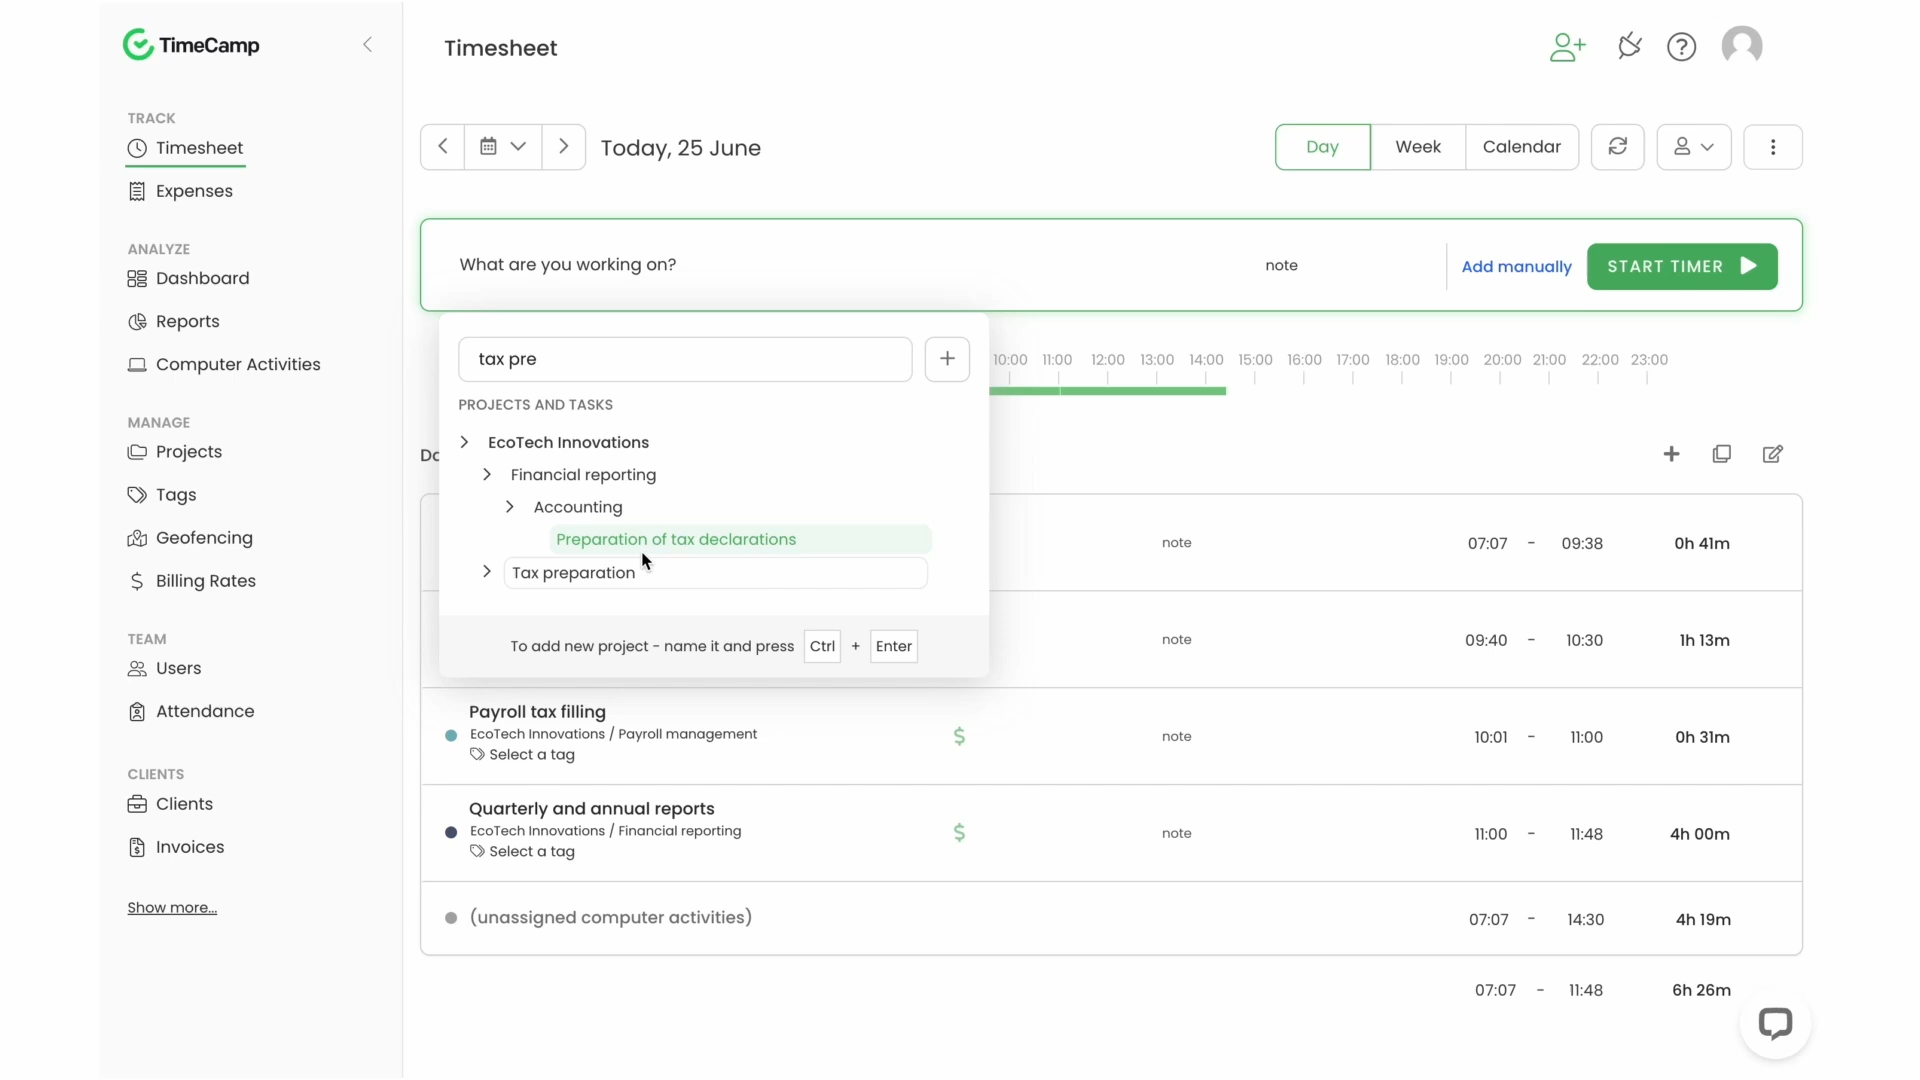 TimeCamp
Timesheet
TRACK
Timesheet
Expenses
ANALYZE
Dashboard
Reports
Computer Activities
MANAGE
Projects
Tags
Geofencing
Billing Rates
TEAM
Users
Attendance
CLIENTS
Clients
Invoices
Show more...
Today, 25 June
Day Week Calendar
What are you working on? note Add manually START TIMER
tax pre
10:00 11:00 12:00 13:00 14:00 15:00 16:00 17:00 18:00 19:00 20:00 21:00 22:00 23:00
PROJECTS AND TASKS
EcoTech Innovations
Financial reporting
Accounting
Preparation of tax declarations
Tax preparation
To add new project - name it and press Ctrl + Enter
note 07:07 - 09:38 0h 41m
note 09:40 - 10:30 1h 13m
Payroll tax filling
EcoTech Innovations / Payroll management
Select a tag
$ note 10:01 - 11:00 0h 31m
Quarterly and annual reports
EcoTech Innovations / Financial reporting
Select a tag
$ note 11:00 - 11:48 4h 00m
(unassigned computer activities) 07:07 - 14:30 4h 19m
07:07 - 11:48 6h 26m